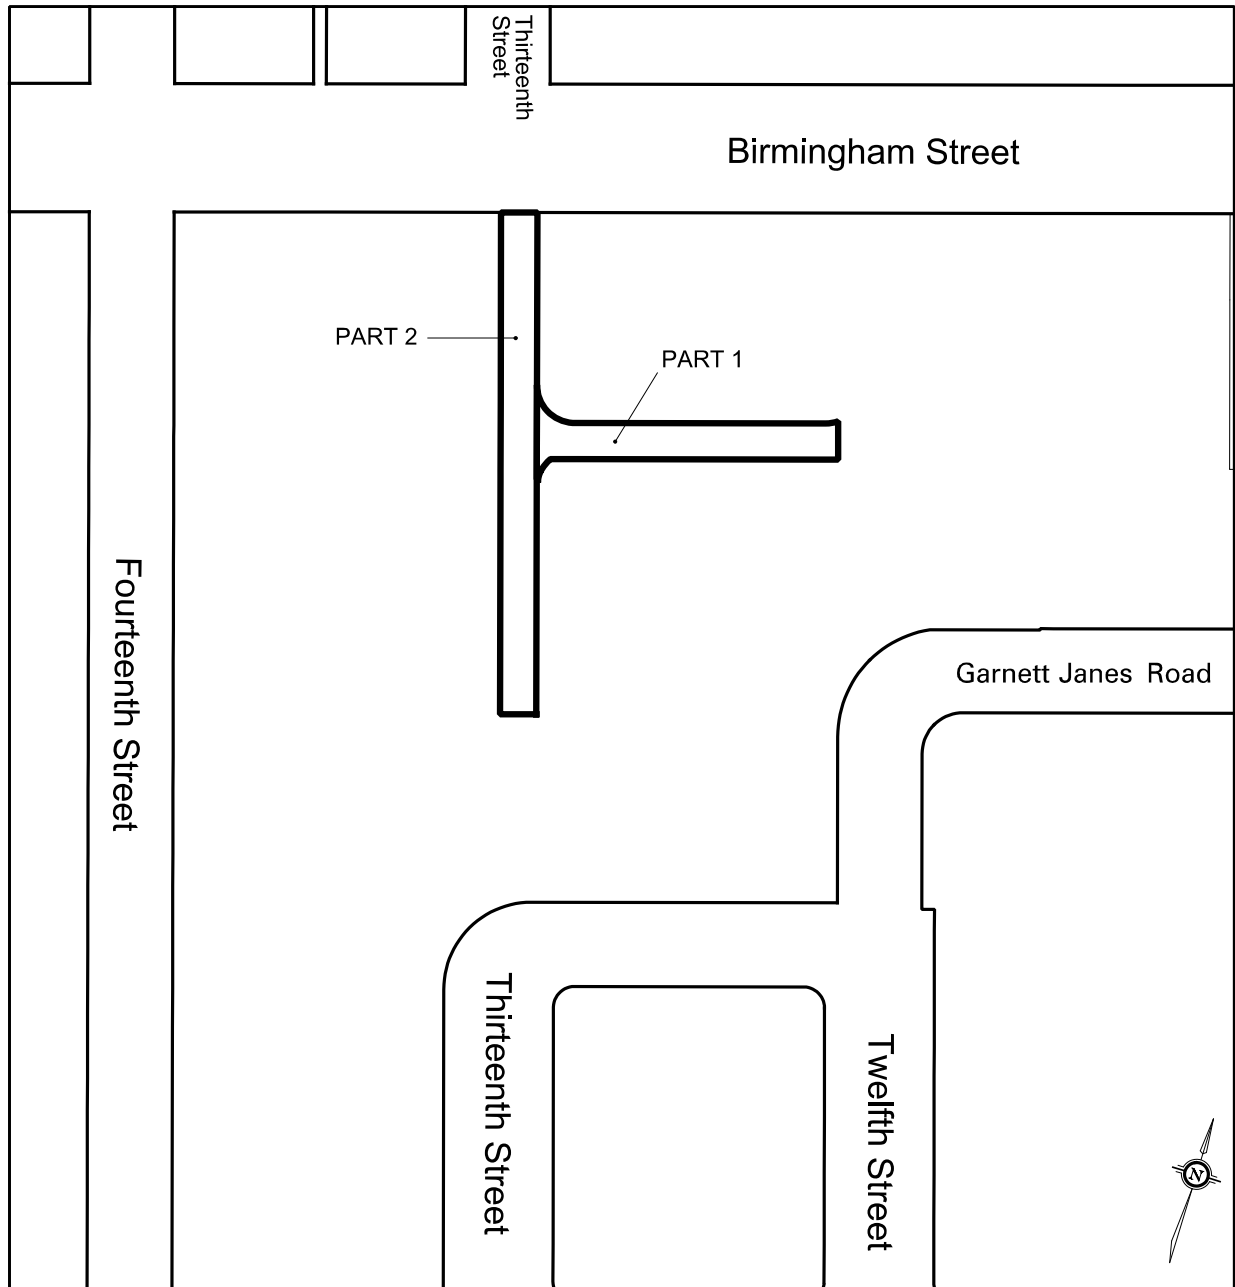 Thirteenth
Street
Birmingham Street
PART 2
PART 1
Fourteenth Street
Garnett Janes Road
Thirteenth Street
Twelfth Street
N